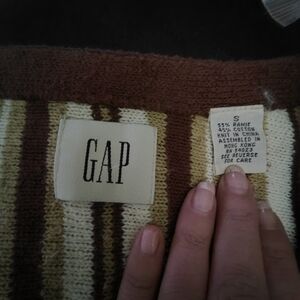 GAP
S
55% RAMIE
45% COTTON
KNIT IN CHINA
ASSEMBLED IN
HONG KONG
RN 54023
SEE REVERSE
FOR CARE